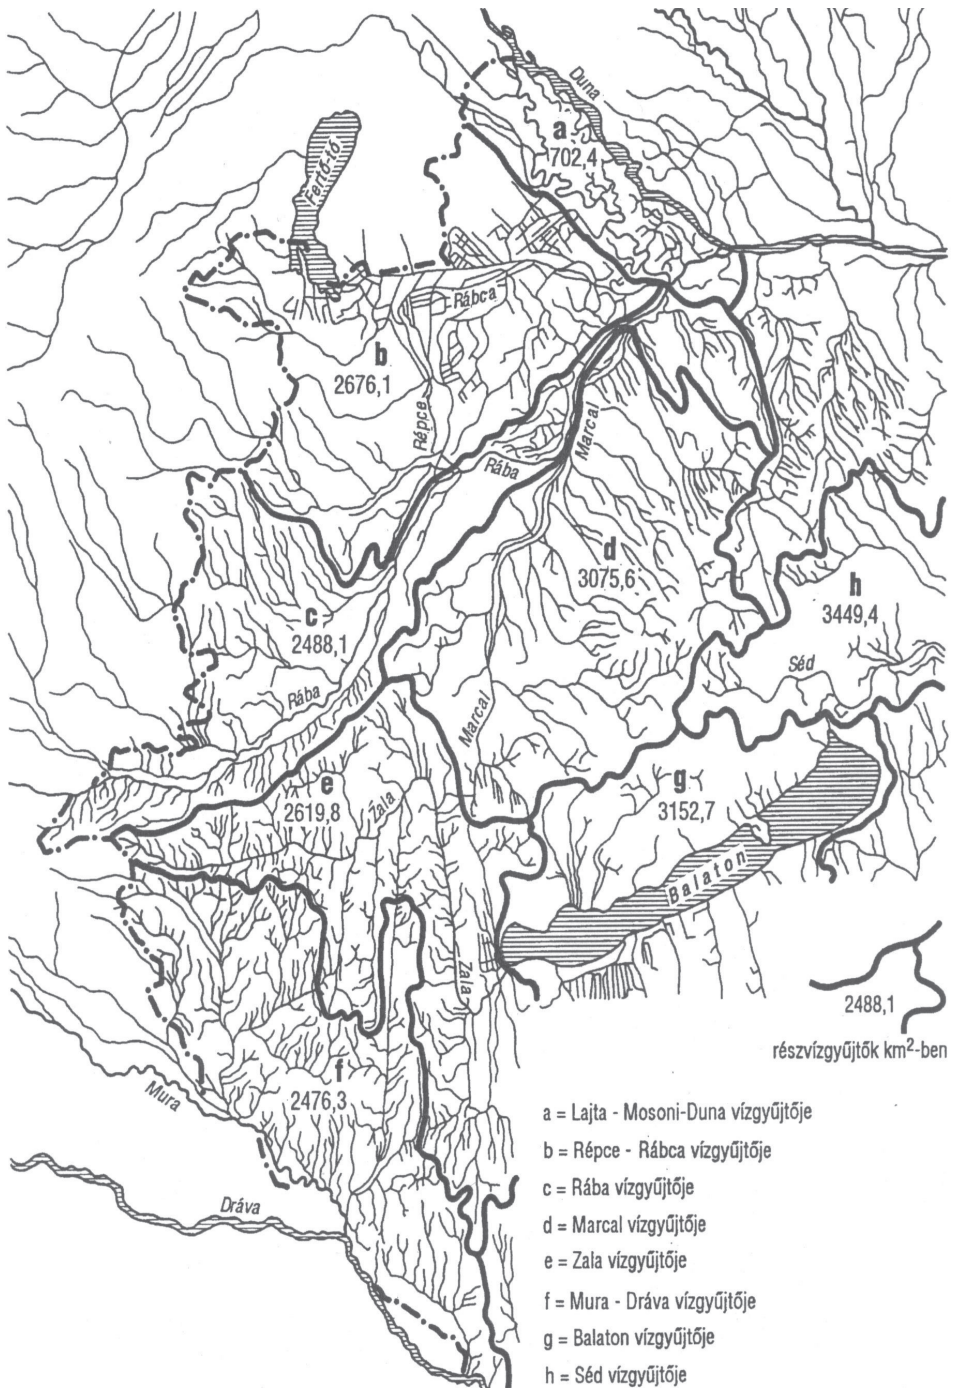 Duna
a
702,4
Fertő-tó
Rábca
b
2676,1
Répce
Marcal
Rába
d
3075,6
h
3449,4
c
2488,1
Séd
Rába
Marcal
e
2619,8
Zala
g
3152,7
Balaton
Zala
2488,1
részvízgyűjtők km²-ben
f
2476,3
Mura
Dráva
a = Lajta - Mosoni-Duna vízgyűjtője
b = Répce - Rábca vízgyűjtője
c = Rába vízgyűjtője
d = Marcal vízgyűjtője
e = Zala vízgyűjtője
f = Mura - Dráva vízgyűjtője
g = Balaton vízgyűjtője
h = Séd vízgyűjtője